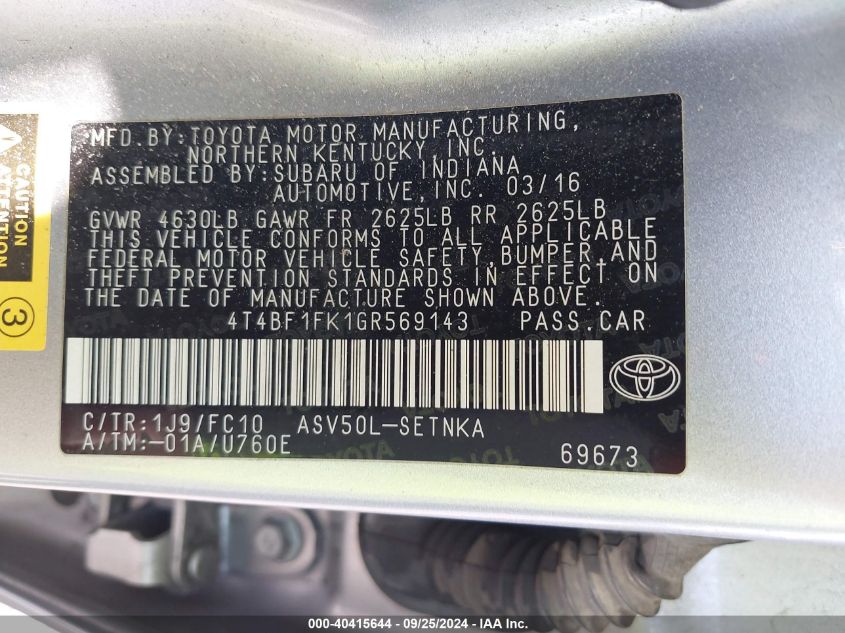 MFD. BY: TOYOTA MOTOR MANUFACTURING,
NORTHERN KENTUCKY, INC.
ASSEMBLED BY: SUBARU OF INDIANA
AUTOMOTIVE, INC. 03/16
GVWR 4630LB GAWR FR 2625LB RR 2625LB
THIS VEHICLE CONFORMS TO ALL APPLICABLE
FEDERAL MOTOR VEHICLE SAFETY, BUMPER, AND
THEFT PREVENTION STANDARDS IN EFFECT ON
THE DATE OF MANUFACTURE SHOWN ABOVE.
4T4BF1FK1GR569143 PASS.CAR
C/TR:1J9/FC10 ASV50L-SETNKA
A/TM:-01A/U760E
69673
CAUTION
ATTENTION
3
000-40415644 - 09/25/2024 - IAA